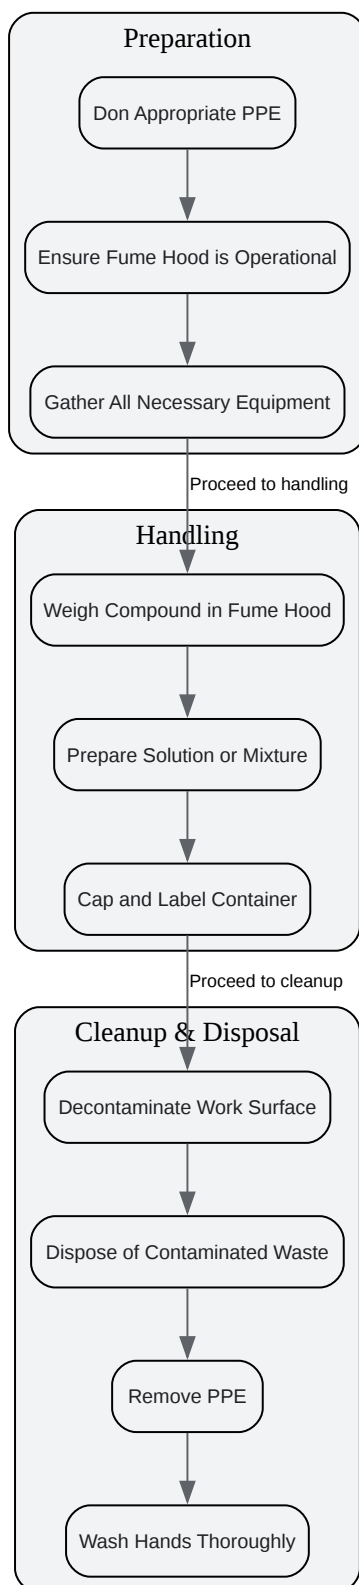 Preparation
Don Appropriate PPE
Ensure Fume Hood is Operational
Gather All Necessary Equipment
Proceed to handling
Handling
Weigh Compound in Fume Hood
Prepare Solution or Mixture
Cap and Label Container
Proceed to cleanup
Cleanup & Disposal
Decontaminate Work Surface
Dispose of Contaminated Waste
Remove PPE
Wash Hands Thoroughly